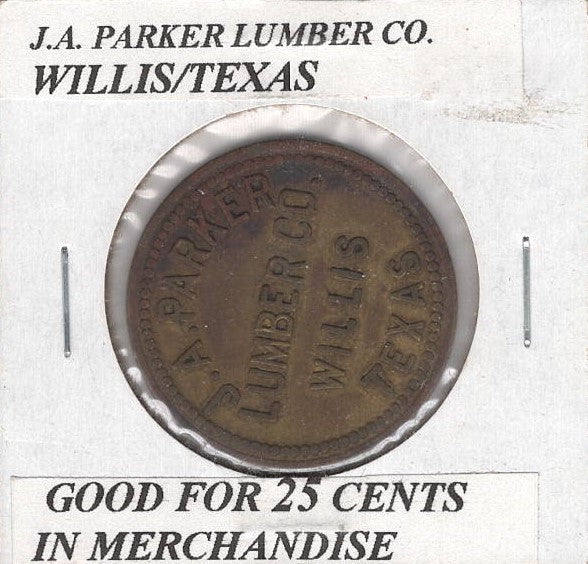 J.A. PARKER LUMBER CO.
WILLIS/TEXAS
J. A. PARKER
LUMBER CO.
WILLIS
TEXAS
GOOD FOR 25 CENTS
IN MERCHANDISE